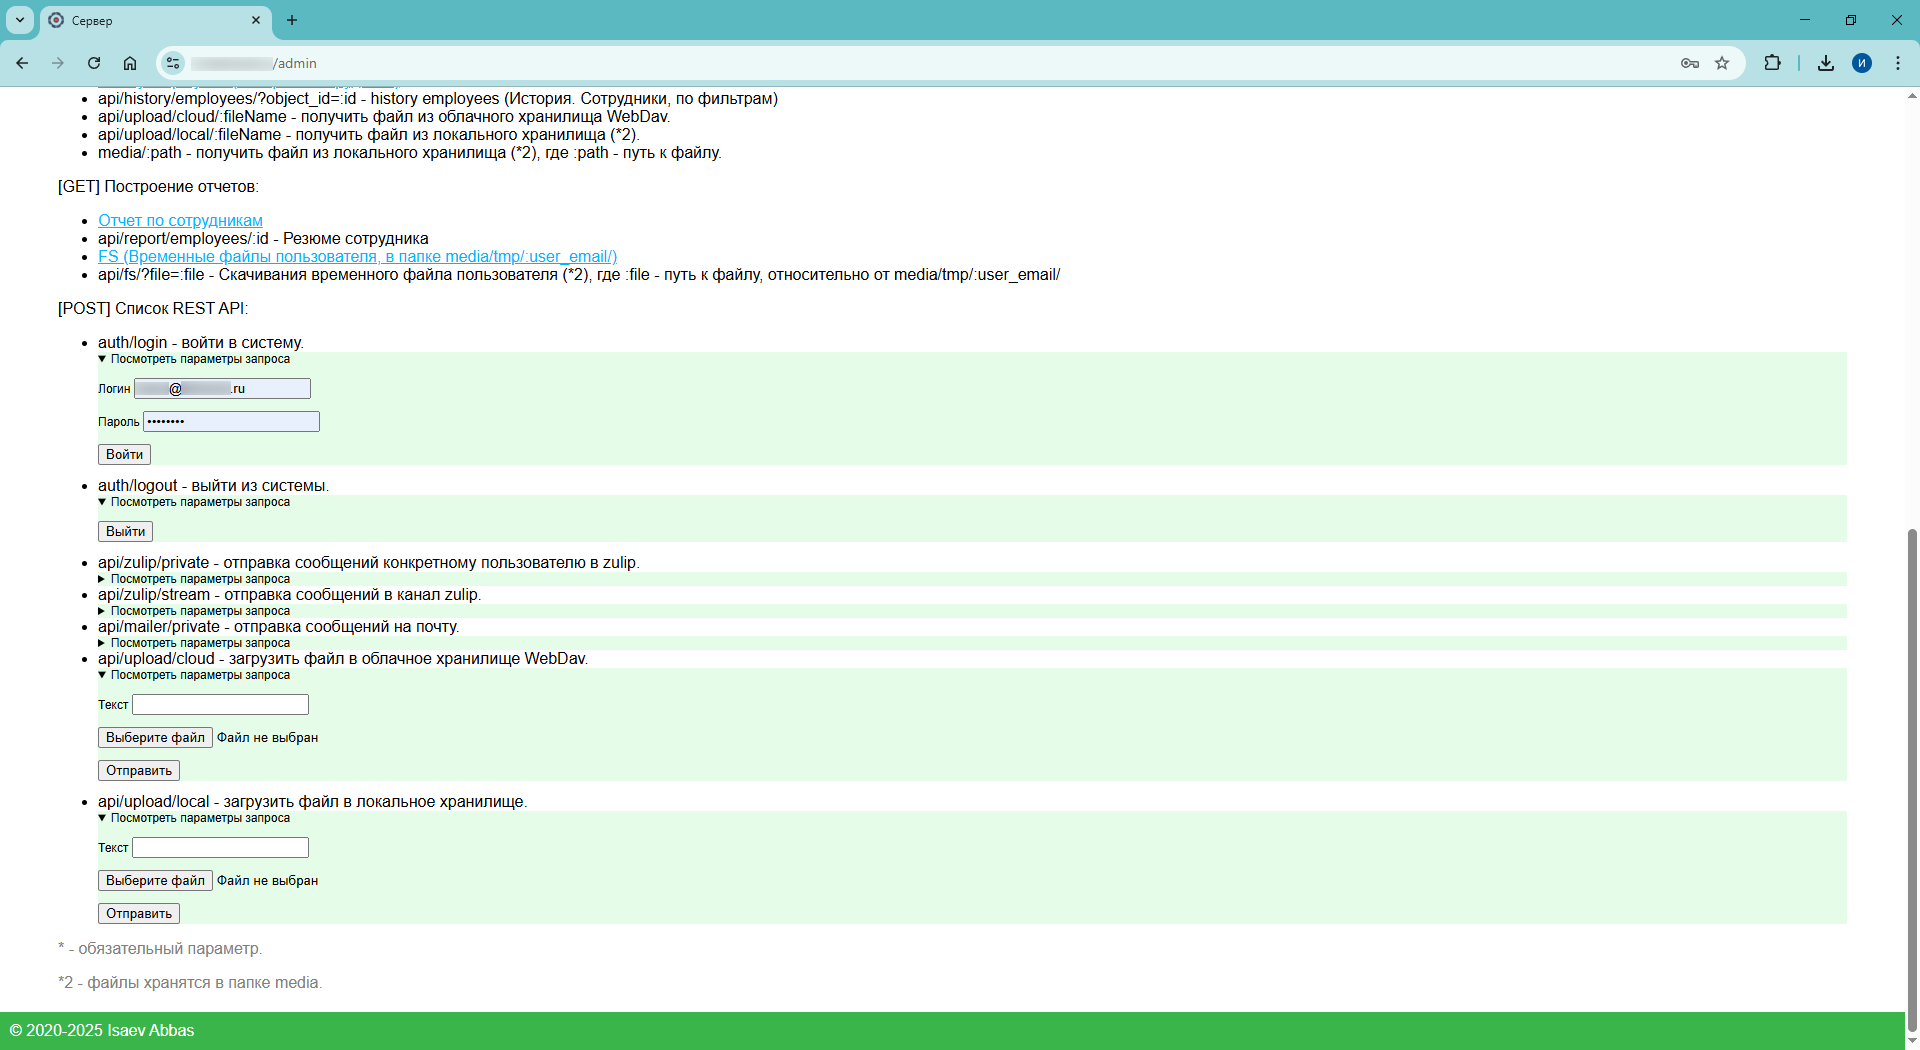 Сервер
/admin
api/history/employees/?object_id=:id - history employees (История. Сотрудники, по фильтрам)
api/upload/cloud/:fileName - получить файл из облачного хранилища WebDav.
api/upload/local/:fileName - получить файл из локального хранилища (*2).
media/:path - получить файл из локального хранилища (*2), где :path - путь к файлу.
[GET] Построение отчетов:
Отчет по сотрудникам
api/report/employees/:id - Резюме сотрудника
FS (Временные файлы пользователя, в папке media/tmp/:user_email/)
api/fs/?file=:file - Скачивания временного файла пользователя (*2), где :file - путь к файлу, относительно от media/tmp/:user_email/
[POST] Список REST API:
auth/login - войти в систему.
Посмотреть параметры запроса
Логин @ .ru
Пароль ••••••••
Войти
auth/logout - выйти из системы.
Посмотреть параметры запроса
Выйти
api/zulip/private - отправка сообщений конкретному пользователю в zulip.
Посмотреть параметры запроса
api/zulip/stream - отправка сообщений в канал zulip.
Посмотреть параметры запроса
api/mailer/private - отправка сообщений на почту.
Посмотреть параметры запроса
api/upload/cloud - загрузить файл в облачное хранилище WebDav.
Посмотреть параметры запроса
Текст
Выберите файл Файл не выбран
Отправить
api/upload/local - загрузить файл в локальное хранилище.
Посмотреть параметры запроса
Текст
Выберите файл Файл не выбран
Отправить
* - обязательный параметр.
*2 - файлы хранятся в папке media.
© 2020-2025 Isaev Abbas